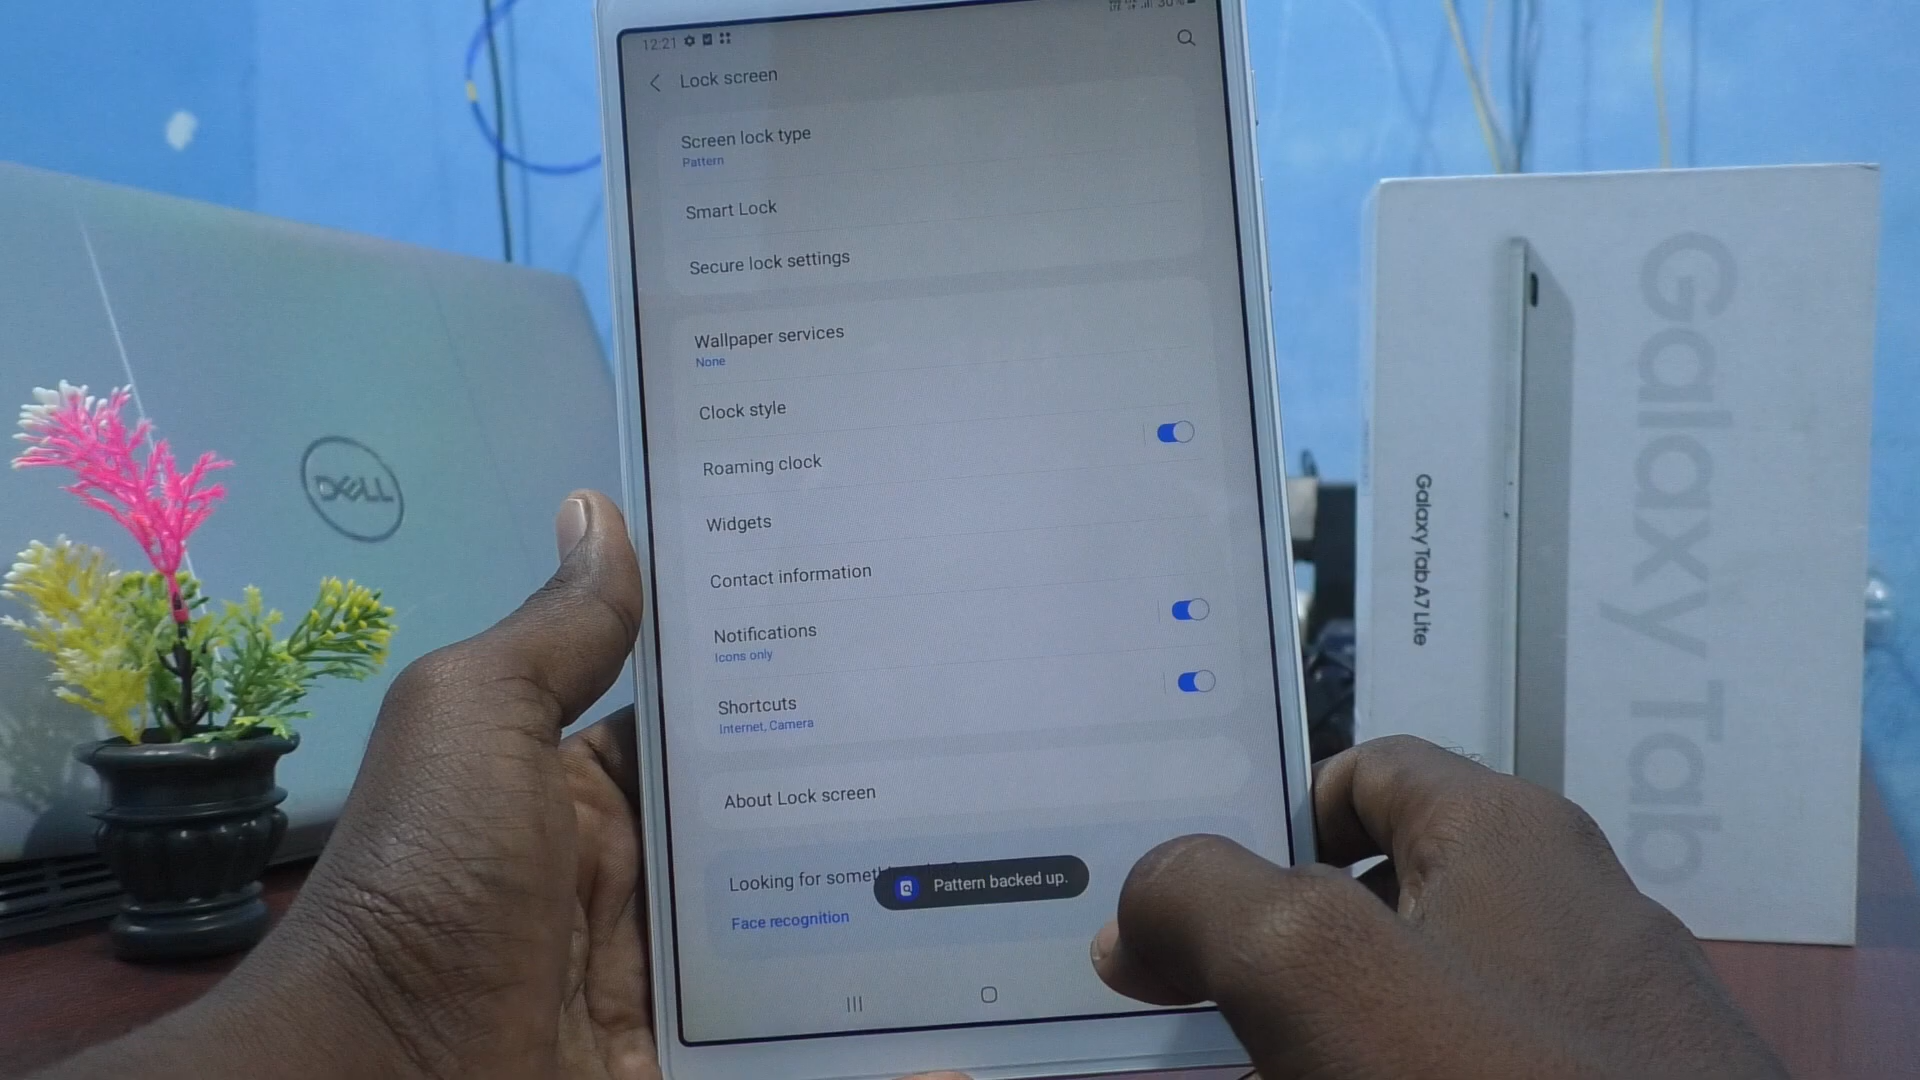 12:21
Lock screen
Screen lock type
Pattern
Smart Lock
Secure lock settings
Wallpaper services
None
Clock style
Roaming clock
Widgets
Contact information
Notifications
Icons only
Shortcuts
Internet, Camera
About Lock screen
Looking for
Pattern backed up.
Face recognition
DELL
Galaxy Tab A7 Lite
Galaxy Tab